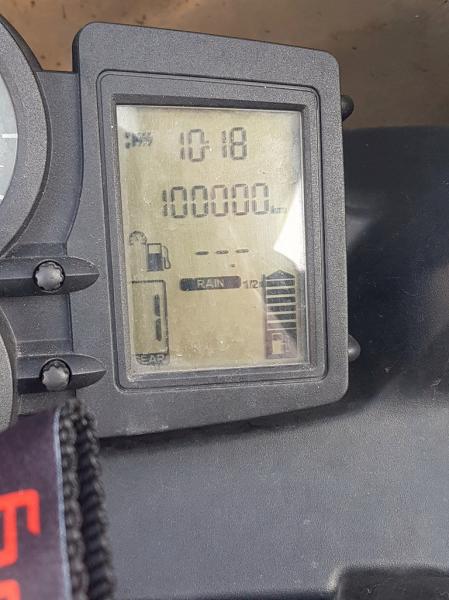 10:18
100000 km
---
RAIN 1/2
1
GEAR